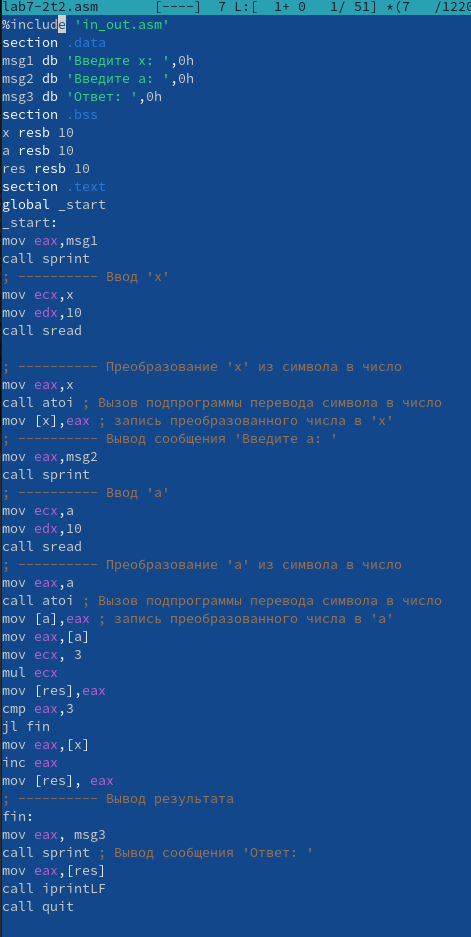 lab7-2t2.asm       [----]  7 L:[  1+ 0   1/ 51] *(7   /1220
%include 'in_out.asm'
section .data
msg1 db 'Введите x: ',0h
msg2 db 'Введите a: ',0h
msg3 db 'Ответ: ',0h
section .bss
x resb 10
a resb 10
res resb 10
section .text
global _start
_start:
mov eax,msg1
call sprint
; ---------- Ввод 'x'
mov ecx,x
mov edx,10
call sread
; ---------- Преобразование 'x' из символа в число
mov eax,x
call atoi ; Вызов подпрограммы перевода символа в число
mov [x],eax ; запись преобразованного числа в 'x'
; ---------- Вывод сообщения 'Введите a: '
mov eax,msg2
call sprint
; ---------- Ввод 'a'
mov ecx,a
mov edx,10
call sread
; ---------- Преобразование 'a' из символа в число
mov eax,a
call atoi ; Вызов подпрограммы перевода символа в число
mov [a],eax ; запись преобразованного числа в 'a'
mov eax,[a]
mov ecx, 3
mul ecx
mov [res],eax
cmp eax,3
jl fin
mov eax,[x]
inc eax
mov [res], eax
; ---------- Вывод результата
fin:
mov eax, msg3
call sprint ; Вывод сообщения 'Ответ: '
mov eax,[res]
call iprintLF
call quit